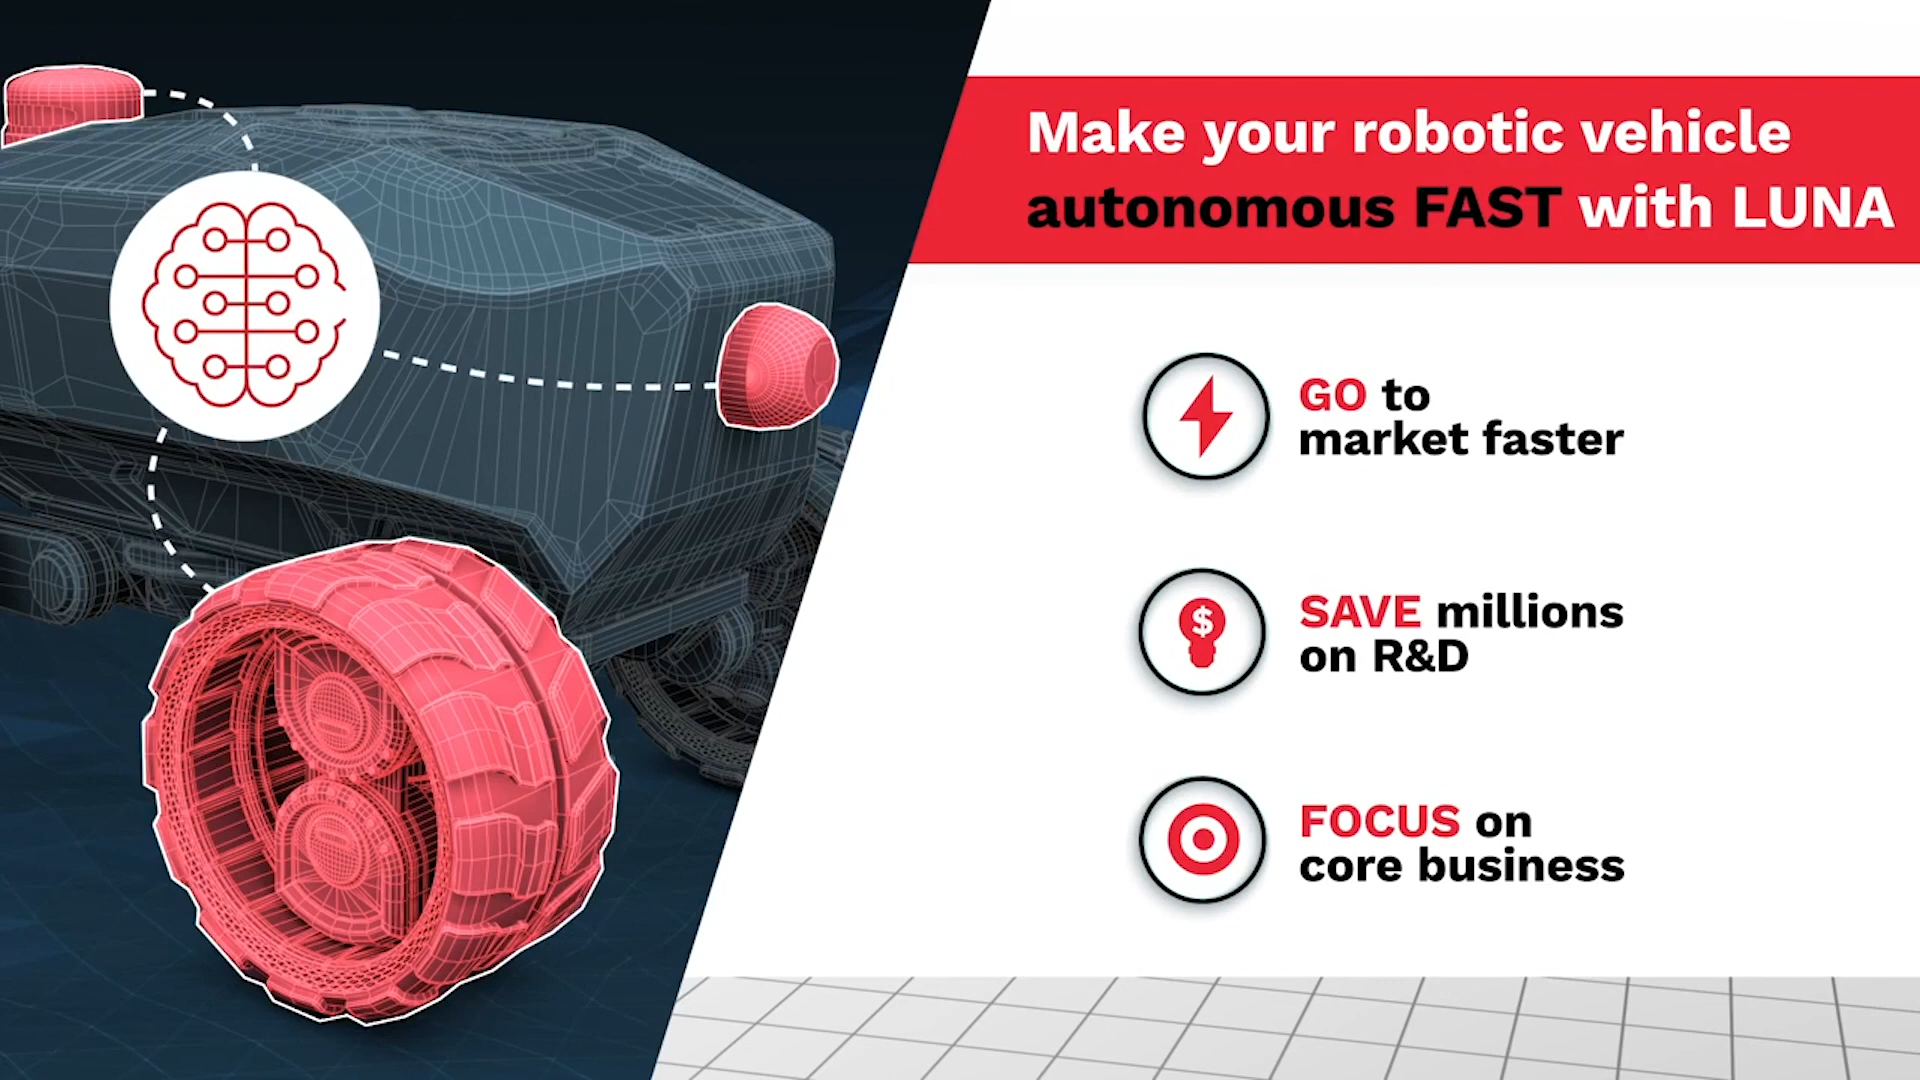 Make your robotic vehicle
autonomous FAST with LUNA
GO to
market faster
$
SAVE millions
on R&D
FOCUS on
core business